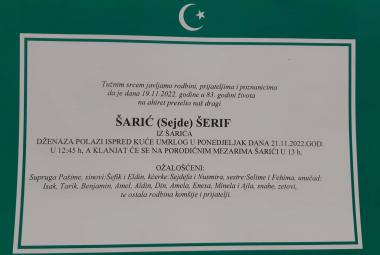 Tužnim srcem javljamo rodbini, prijateljima i poznanicima
da je dana 19.11.2022. godine u 83. godini života
na ahiret preselio naš dragi
ŠARIĆ (Sejde) ŠERIF
IZ ŠARIĆA
DŽENAZA POLAZI ISPRED KUĆE UMRLOG U PONEDJELJAK DANA 21.11.2022.GOD.
U 12:45 h, A KLANJAT ĆE SE NA PORODIČNIM MEZARIMA ŠARIĆI U 13 h.
OŽALOŠĆENI:
Supruga Pašime, sinovi:Šefik i Eldin, kćerke:Sejdefa i Nusmira, sestre:Selime i Fehima, unučad:
Isak, Tarik, Benjamin, Amel, Aldin, Din, Amela, Enesa, Minela i Ajla, snahe, zetovi,
te ostala rodbina komšije i prijatelji.